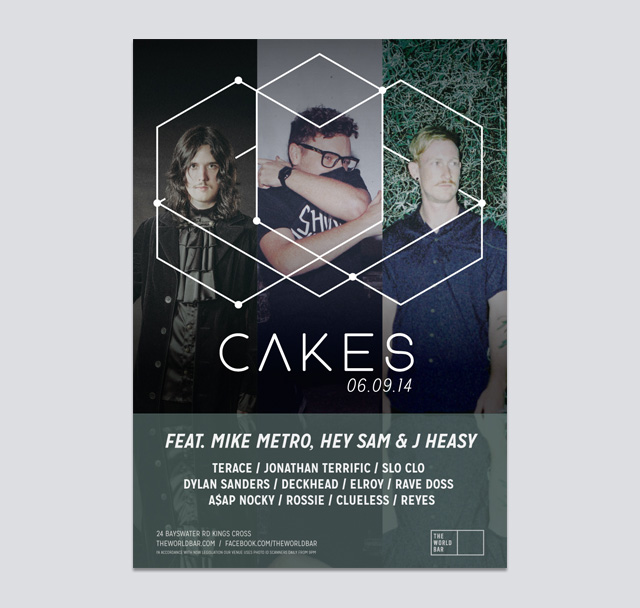 CAKES
06.09.14
FEAT. MIKE METRO, HEY SAM & J HEASY
TERACE / JONATHAN TERRIFIC / SLO CLO
DYLAN SANDERS / DECKHEAD / ELROY / RAVE DOSS
A$AP NOCKY / ROSSIE / CLUELESS / REYES
24 BAYSWATER RD KINGS CROSS
THEWORLDBAR.COM / FACEBOOK.COM/THEWORLDBAR
THE
WORLD
BAR